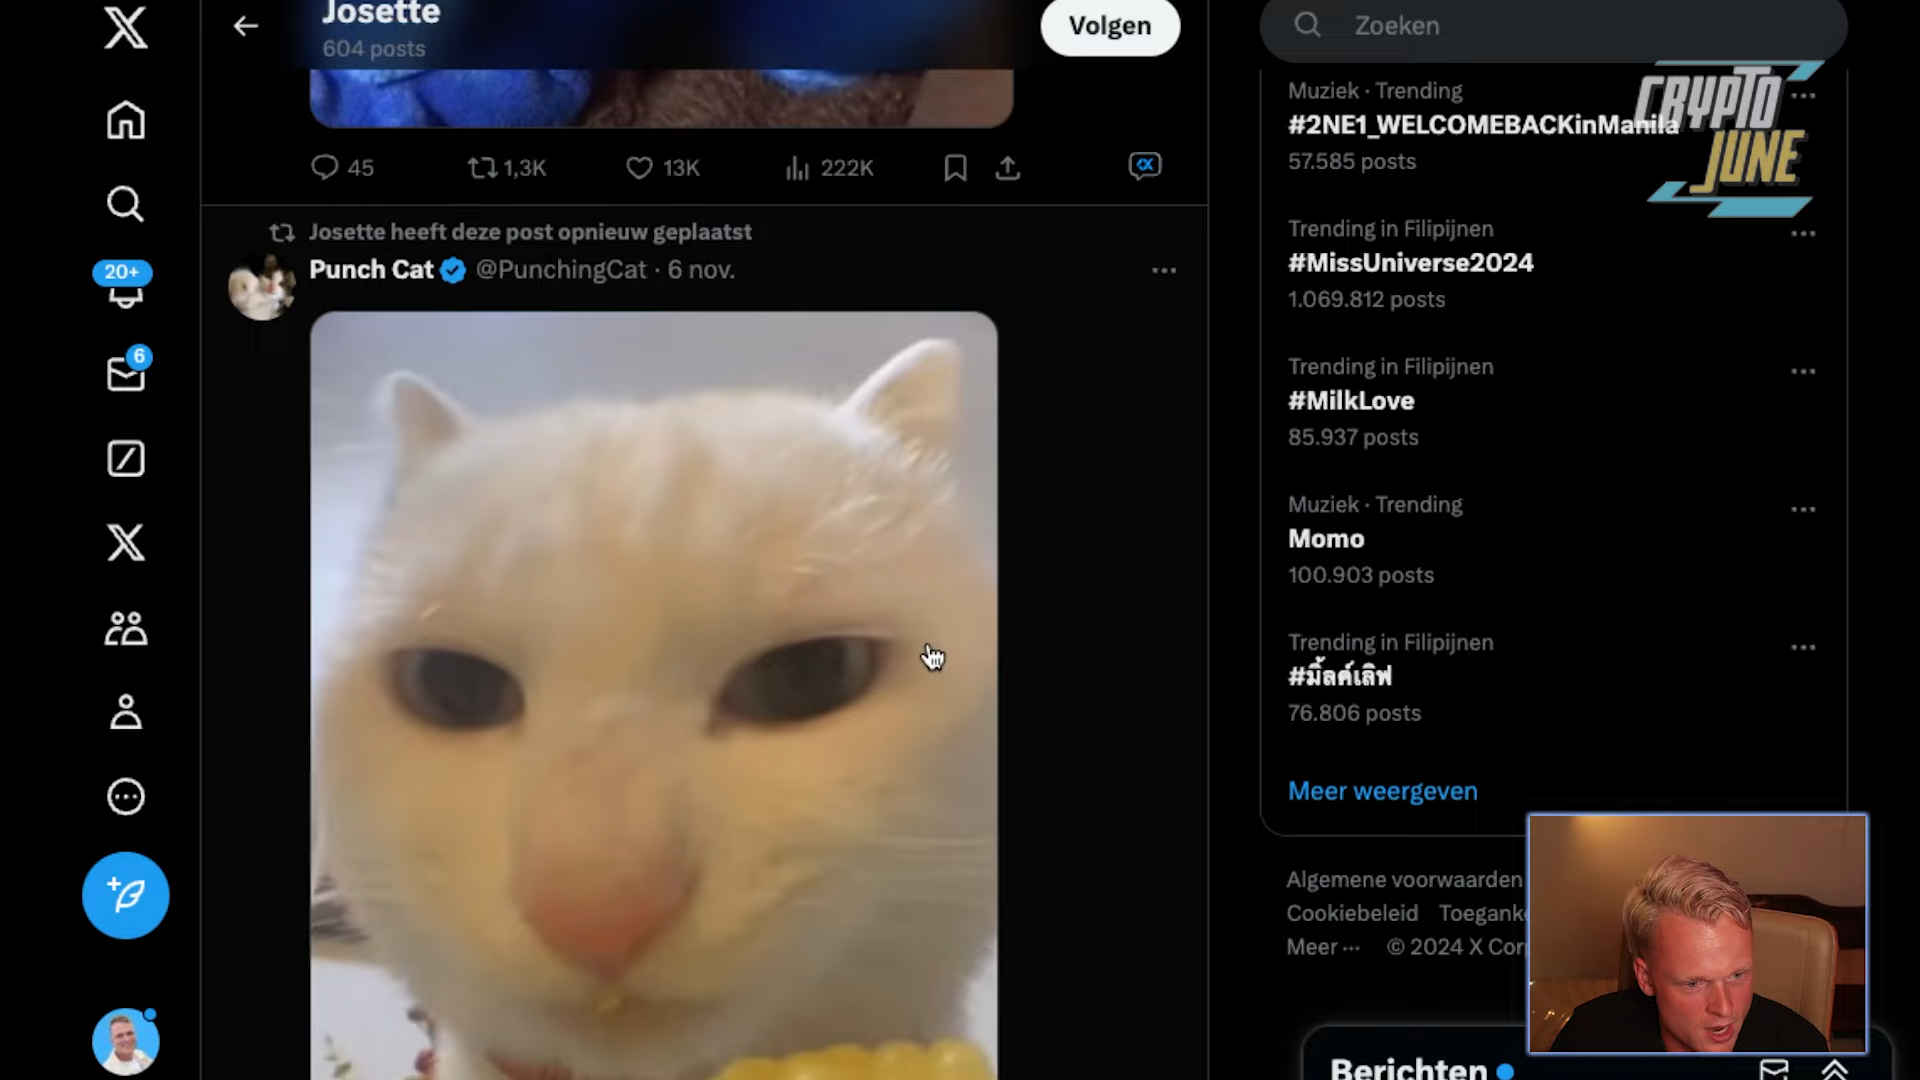 Josette
604 posts
Volgen
45
1,3K
13K
222K
Josette heeft deze post opnieuw geplaatst
Punch Cat @PunchingCat · 6 nov.
20+
6
Zoeken
Muziek · Trending
#2NE1_WELCOMEBACKinManila
57.585 posts
CRYPTO
JUNE
Trending in Filipijnen
#MissUniverse2024
1.069.812 posts
Trending in Filipijnen
#MilkLove
85.937 posts
Muziek · Trending
Momo
100.903 posts
Trending in Filipijnen
#มิ้ลค์เลิฟ
76.806 posts
Meer weergeven
Algemene voorwaarden
Cookiebeleid
Meer ··· © 2024 X
Berichten